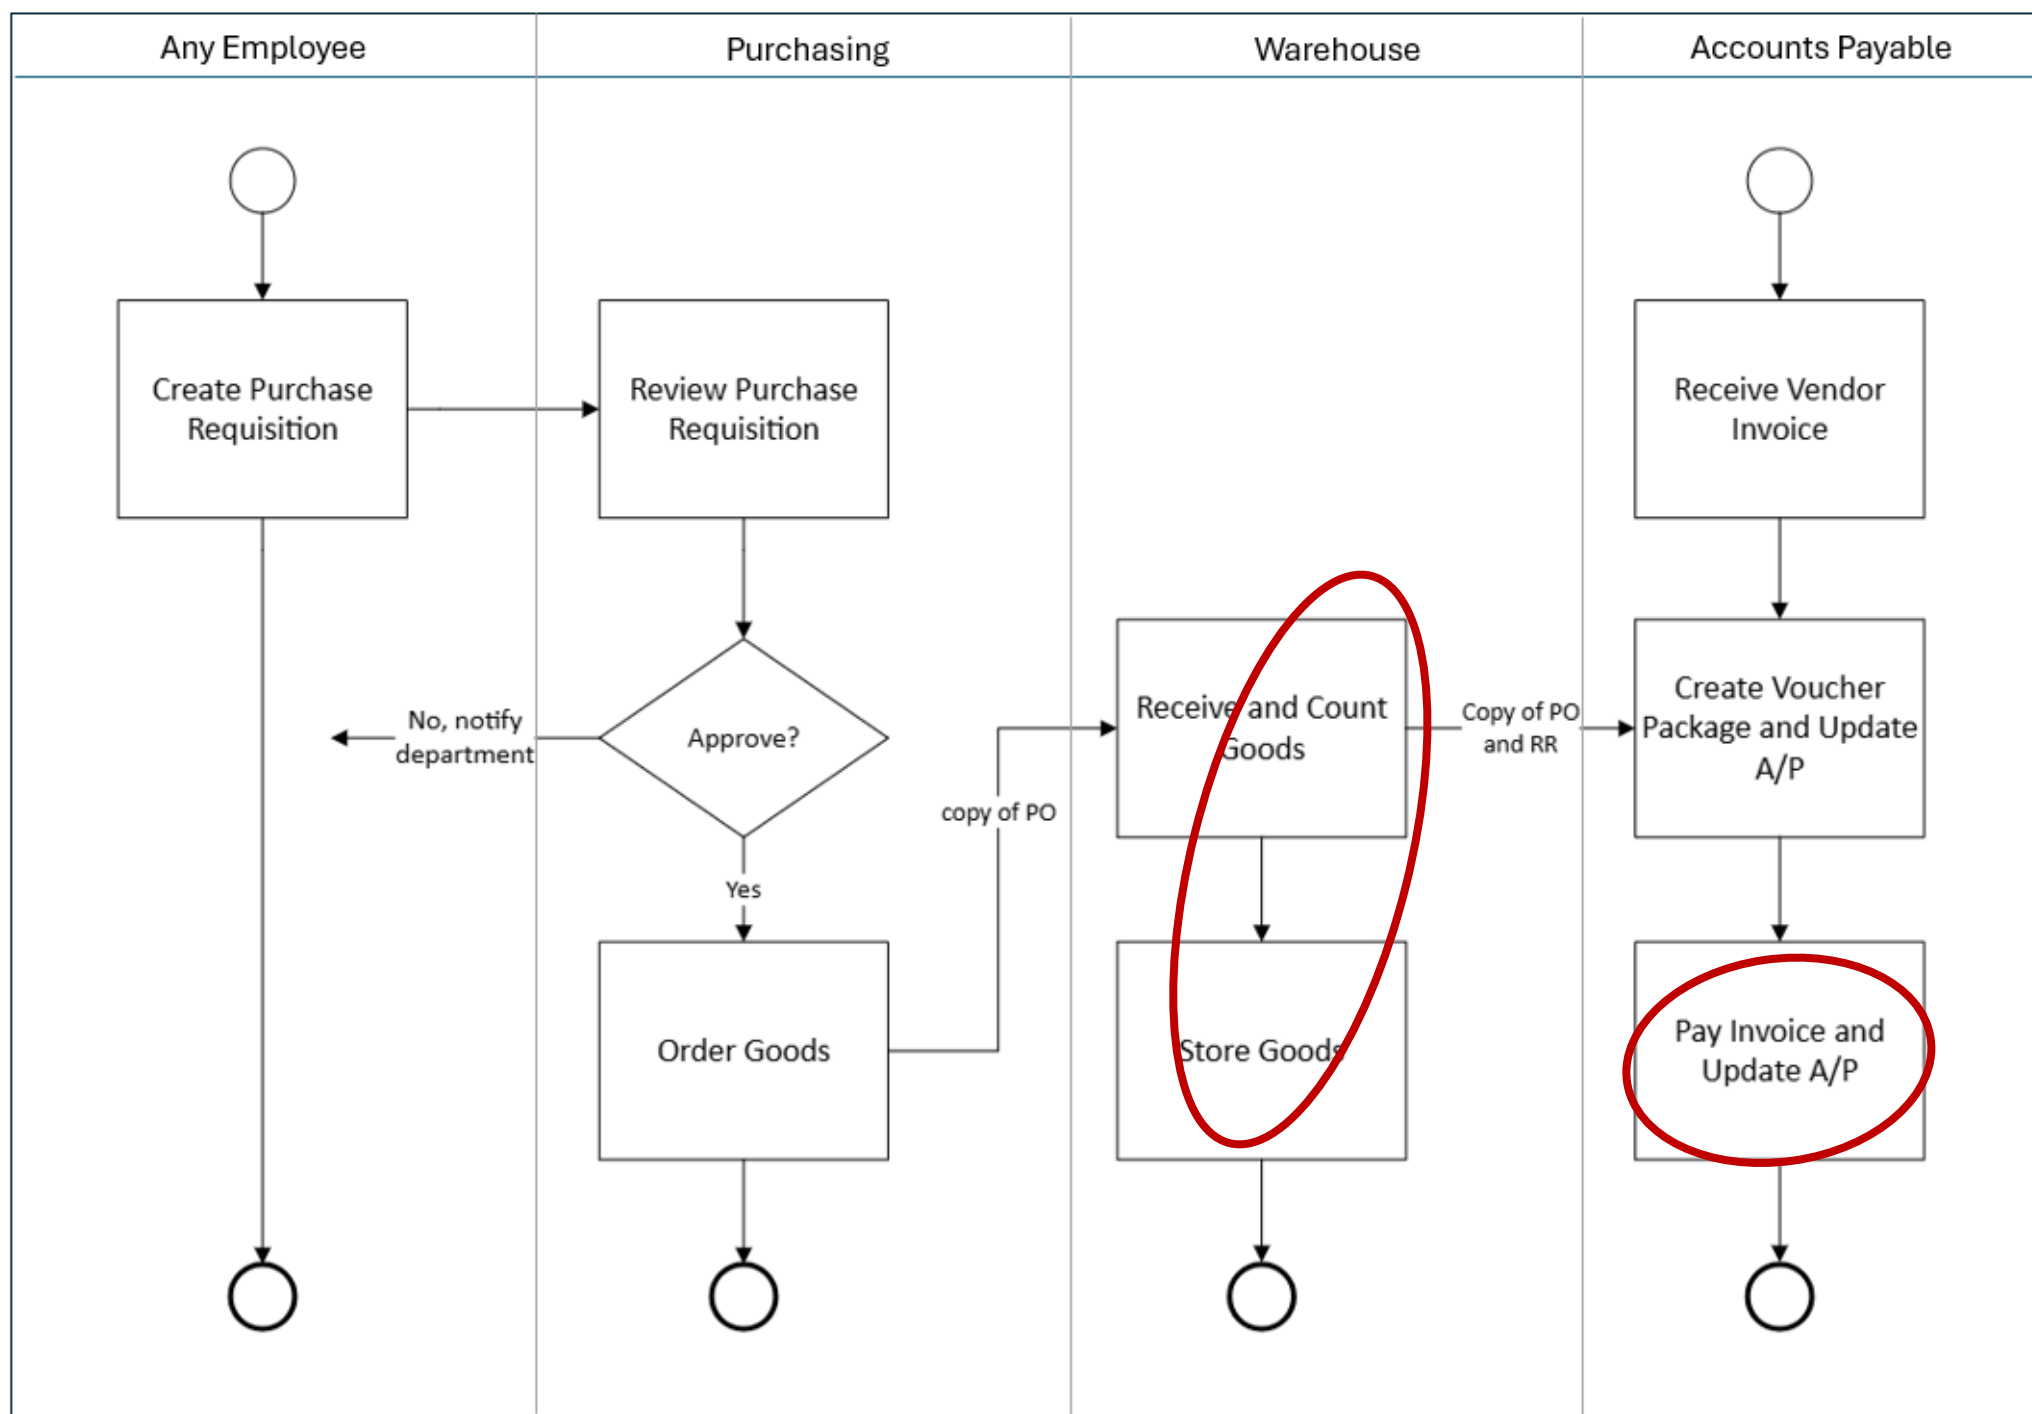 Any Employee
Purchasing
Warehouse
Accounts Payable
Create Purchase
Requisition
Review Purchase
Requisition
Receive Vendor
Invoice
No, notify
department
Approve?
Yes
Order Goods
copy of PO
Receive and Count
Goods
Store Goods
Copy of PO
and RR
Create Voucher
Package and Update
A/P
Pay Invoice and
Update A/P